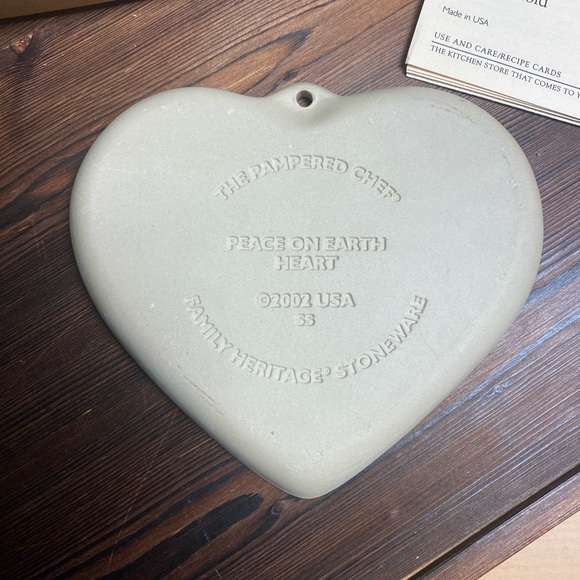 Made in USA
USE AND CARE/RECIPE CARDS
THE KITCHEN STORE THAT COMES TO
THE PAMPERED CHEF®
PEACE ON EARTH
HEART
©2002 USA
SS
FAMILY HERITAGE® STONEWARE